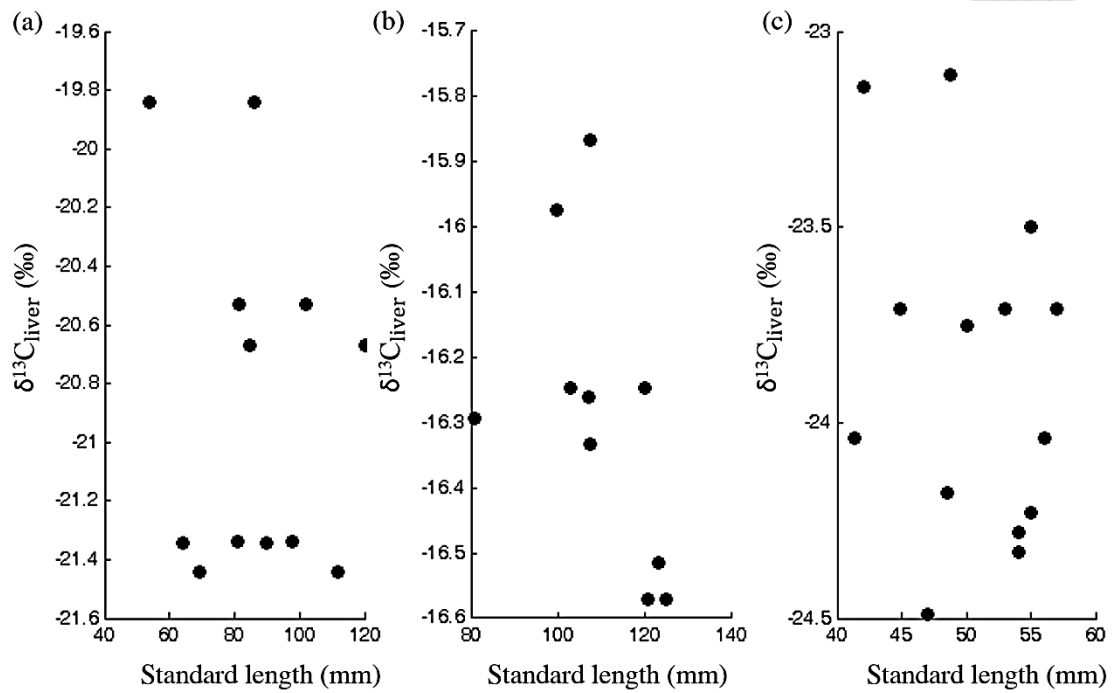 (a)
-19.6
-19.8
-20
-20.2
-20.4
-20.6
-20.8
-21
-21.2
-21.4
-21.6
δ¹³C_liver (‰)
40 60 80 100 120
Standard length (mm)
(b)
-15.7
-15.8
-15.9
-16
-16.1
-16.2
-16.3
-16.4
-16.5
-16.6
δ¹³C_liver (‰)
80 100 120 140
Standard length (mm)
(c)
-23
-23.5
-24
-24.5
δ¹³C_liver (‰)
40 45 50 55 60
Standard length (mm)